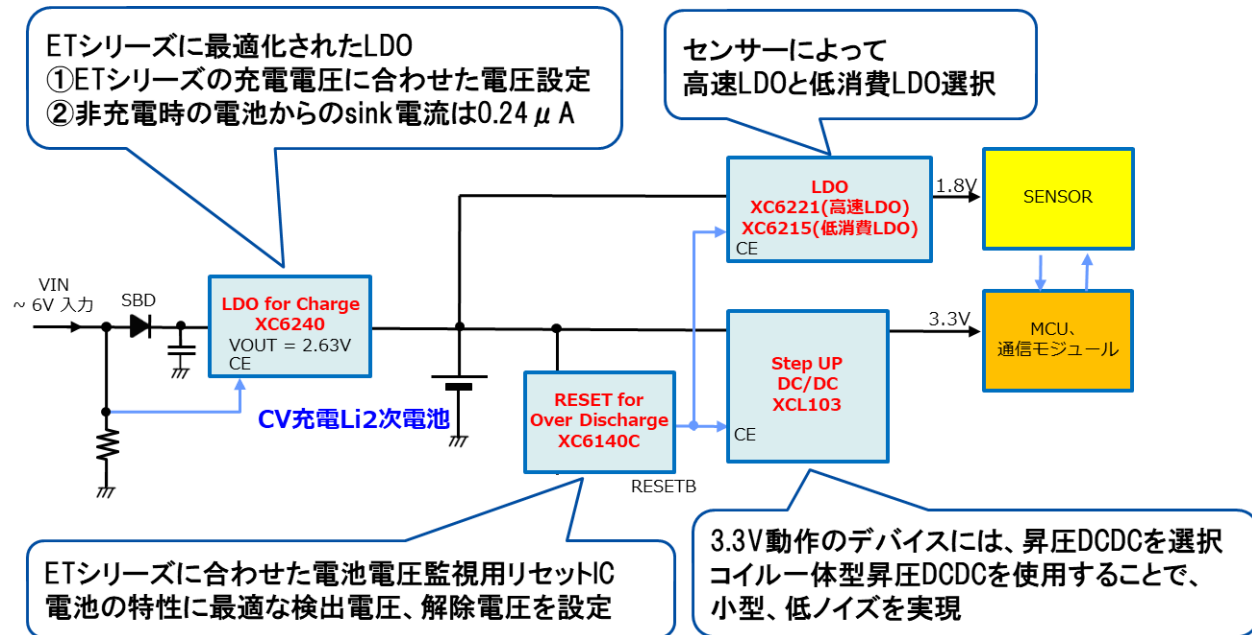 ETシリーズに最適化されたLDO
①ETシリーズの充電電圧に合わせた電圧設定
②非充電時の電池からのsink電流は0.24μA
センサーによって
高速LDOと低消費LDO選択
LDO
XC6221(高速LDO)
XC6215(低消費LDO)
CE
1.8V
SENSOR
VIN
~ 6V 入力
SBD
LDO for Charge
XC6240
VOUT = 2.63V
CE
CV充電Li2次電池
RESET for
Over Discharge
XC6140C
RESETB
Step UP
DC/DC
XCL103
CE
3.3V
MCU、
通信モジュール
ETシリーズに合わせた電池電圧監視用リセットIC
電池の特性に最適な検出電圧、解除電圧を設定
3.3V動作のデバイスには、昇圧DCDCを選択
コイル一体型昇圧DCDCを使用することで、
小型、低ノイズを実現